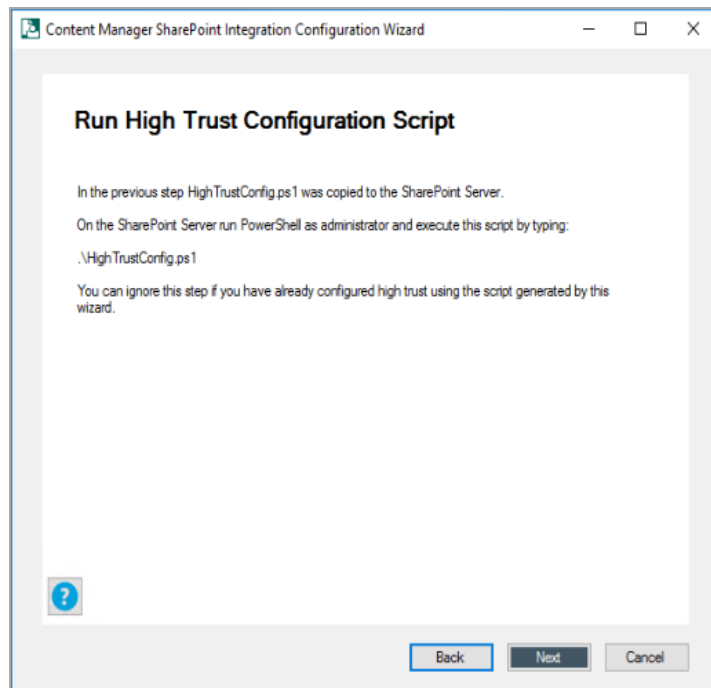 Content Manager SharePoint Integration Configuration Wizard
Run High Trust Configuration Script
In the previous step HighTrustConfig.ps1 was copied to the SharePoint Server.
On the SharePoint Server run PowerShell as administrator and execute this script by typing:
.\HighTrustConfig.ps1
You can ignore this step if you have already configured high trust using the script generated by this
wizard.
?
Back Next Cancel